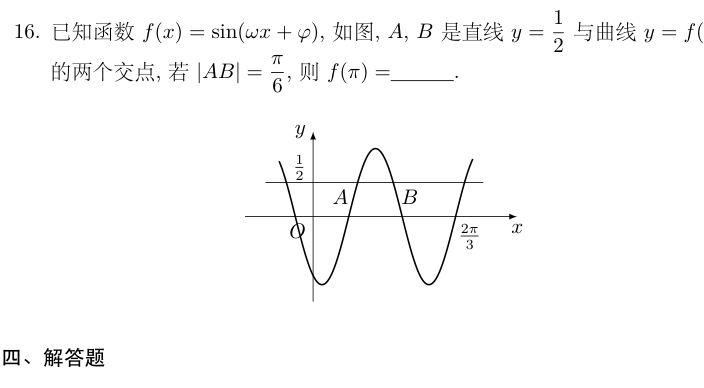 16. 已知函数 f(x) = sin(ωx + φ), 如图, A, B 是直线 y = 1/2 与曲线 y = f(
的两个交点, 若 |AB| = π/6, 则 f(π) =______.
y
1/2
A B
O 2π/3 x
四、解答题